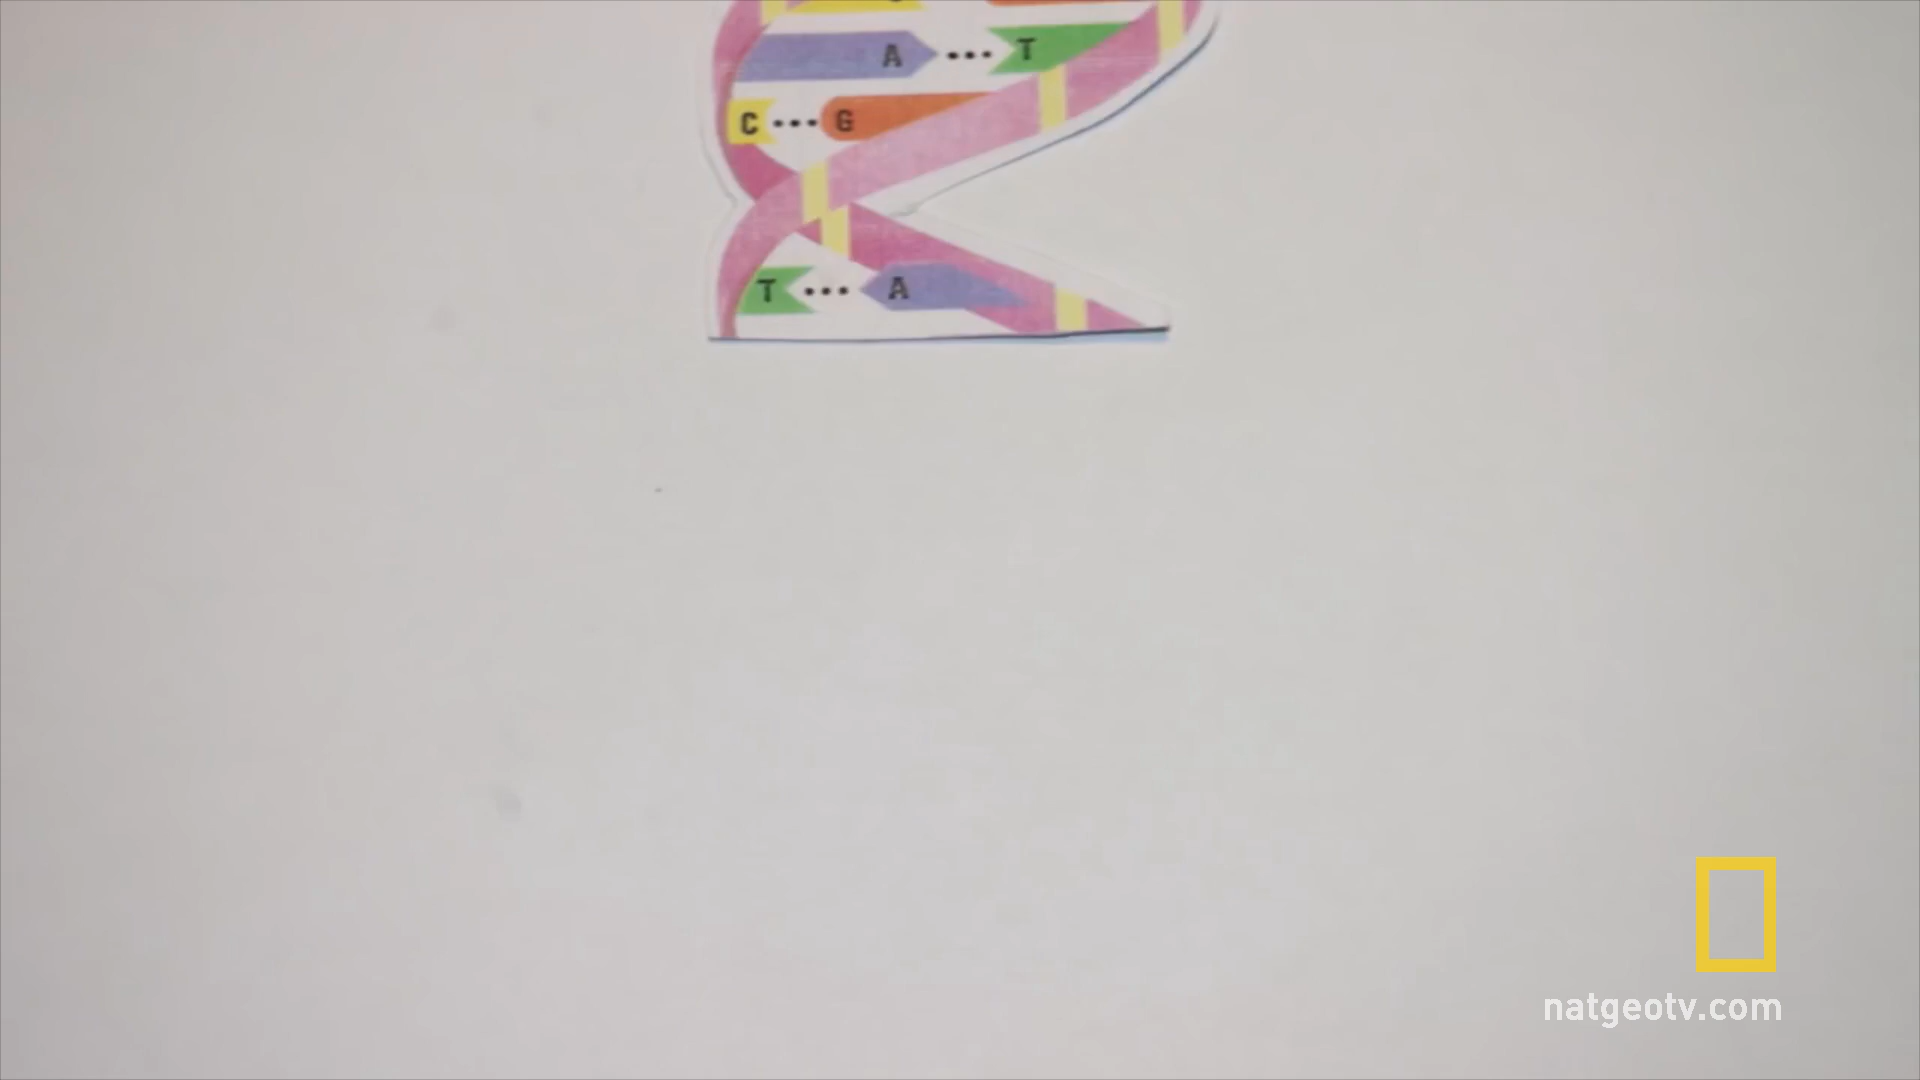 A ••• T
C ••• G
T ••• A
natgeotv.com